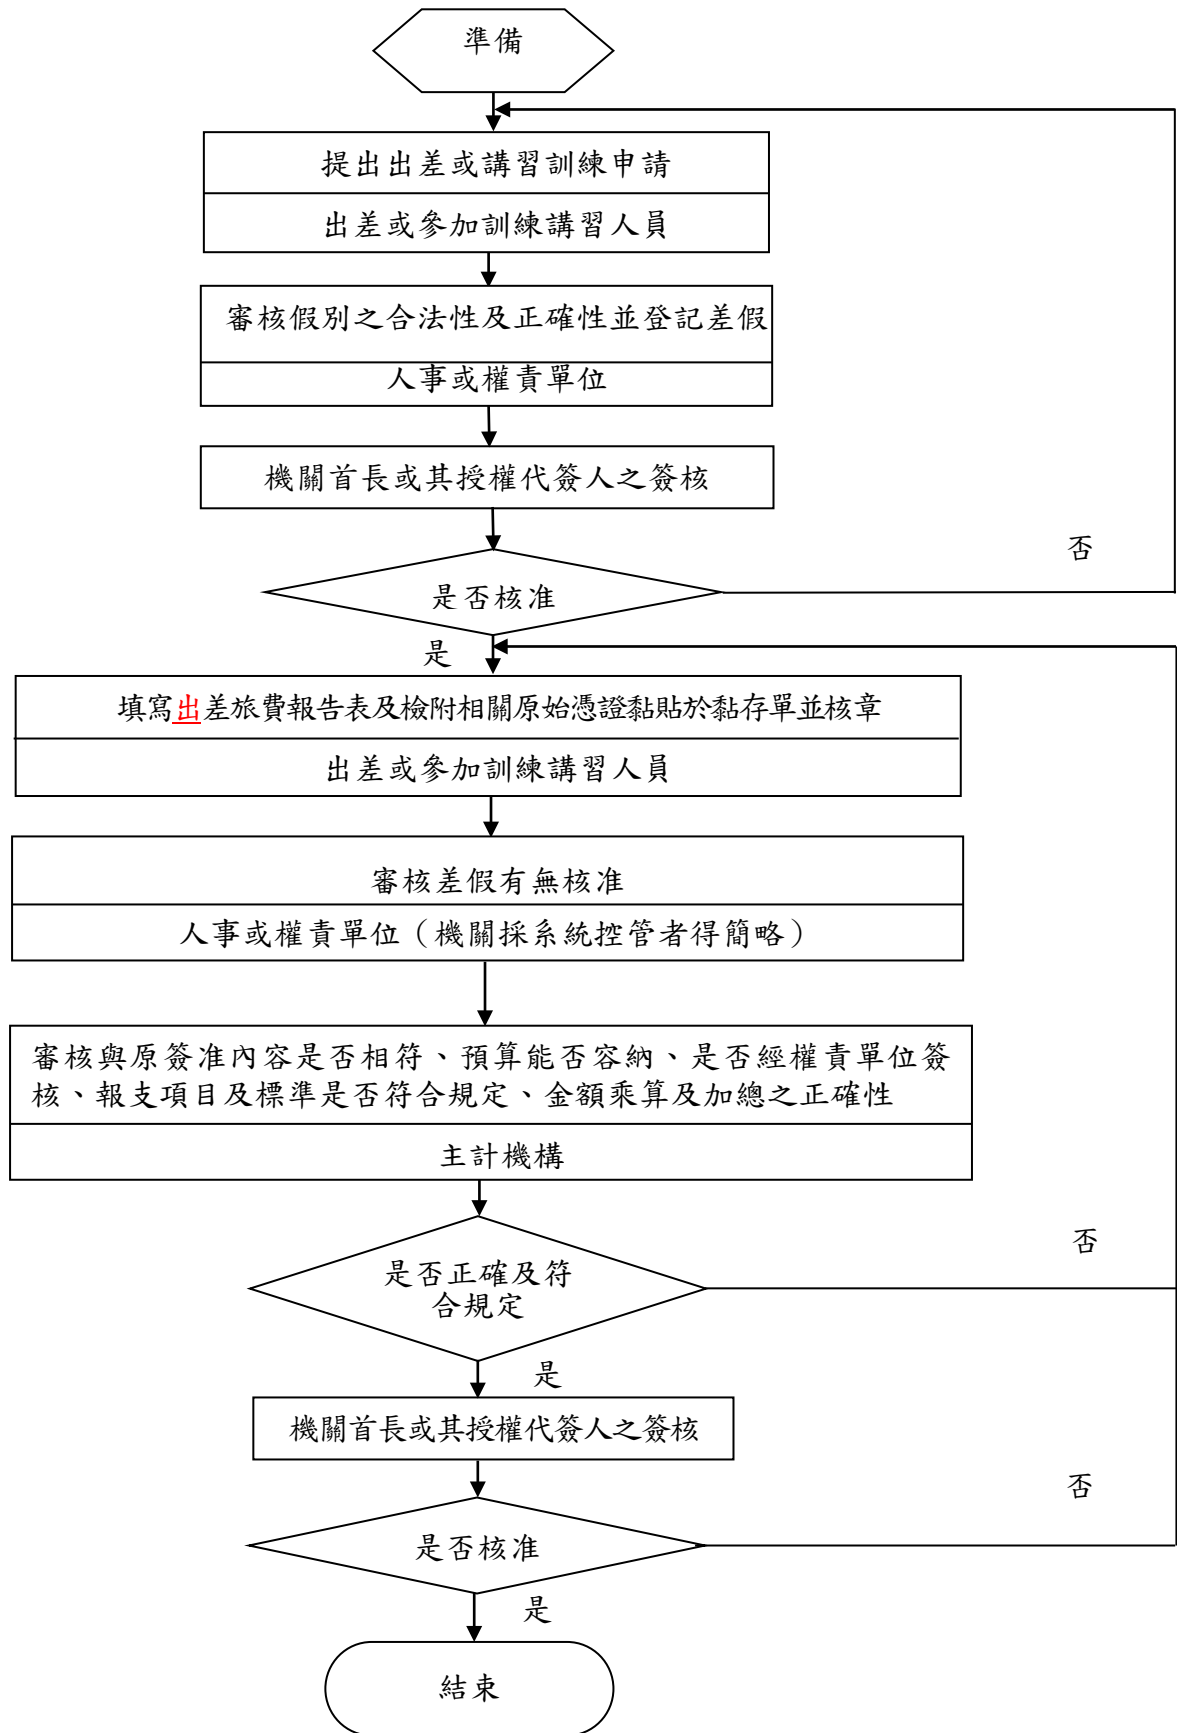 準備
提出出差或講習訓練申請
出差或參加訓練講習人員
審核假別之合法性及正確性並登記差假
人事或權責單位
機關首長或其授權代簽人之簽核
否
是否核准
是
填寫出差旅費報告表及檢附相關原始憑證黏貼於黏存單並核章
出差或參加訓練講習人員
審核差假有無核准
人事或權責單位（機關採系統控管者得簡略）
審核與原簽准內容是否相符、預算能否容納、是否經權責單位簽
核、報支項目及標準是否符合規定、金額乘算及加總之正確性
主計機構
否
是否正確及符
合規定
是
機關首長或其授權代簽人之簽核
否
是否核准
是
結束